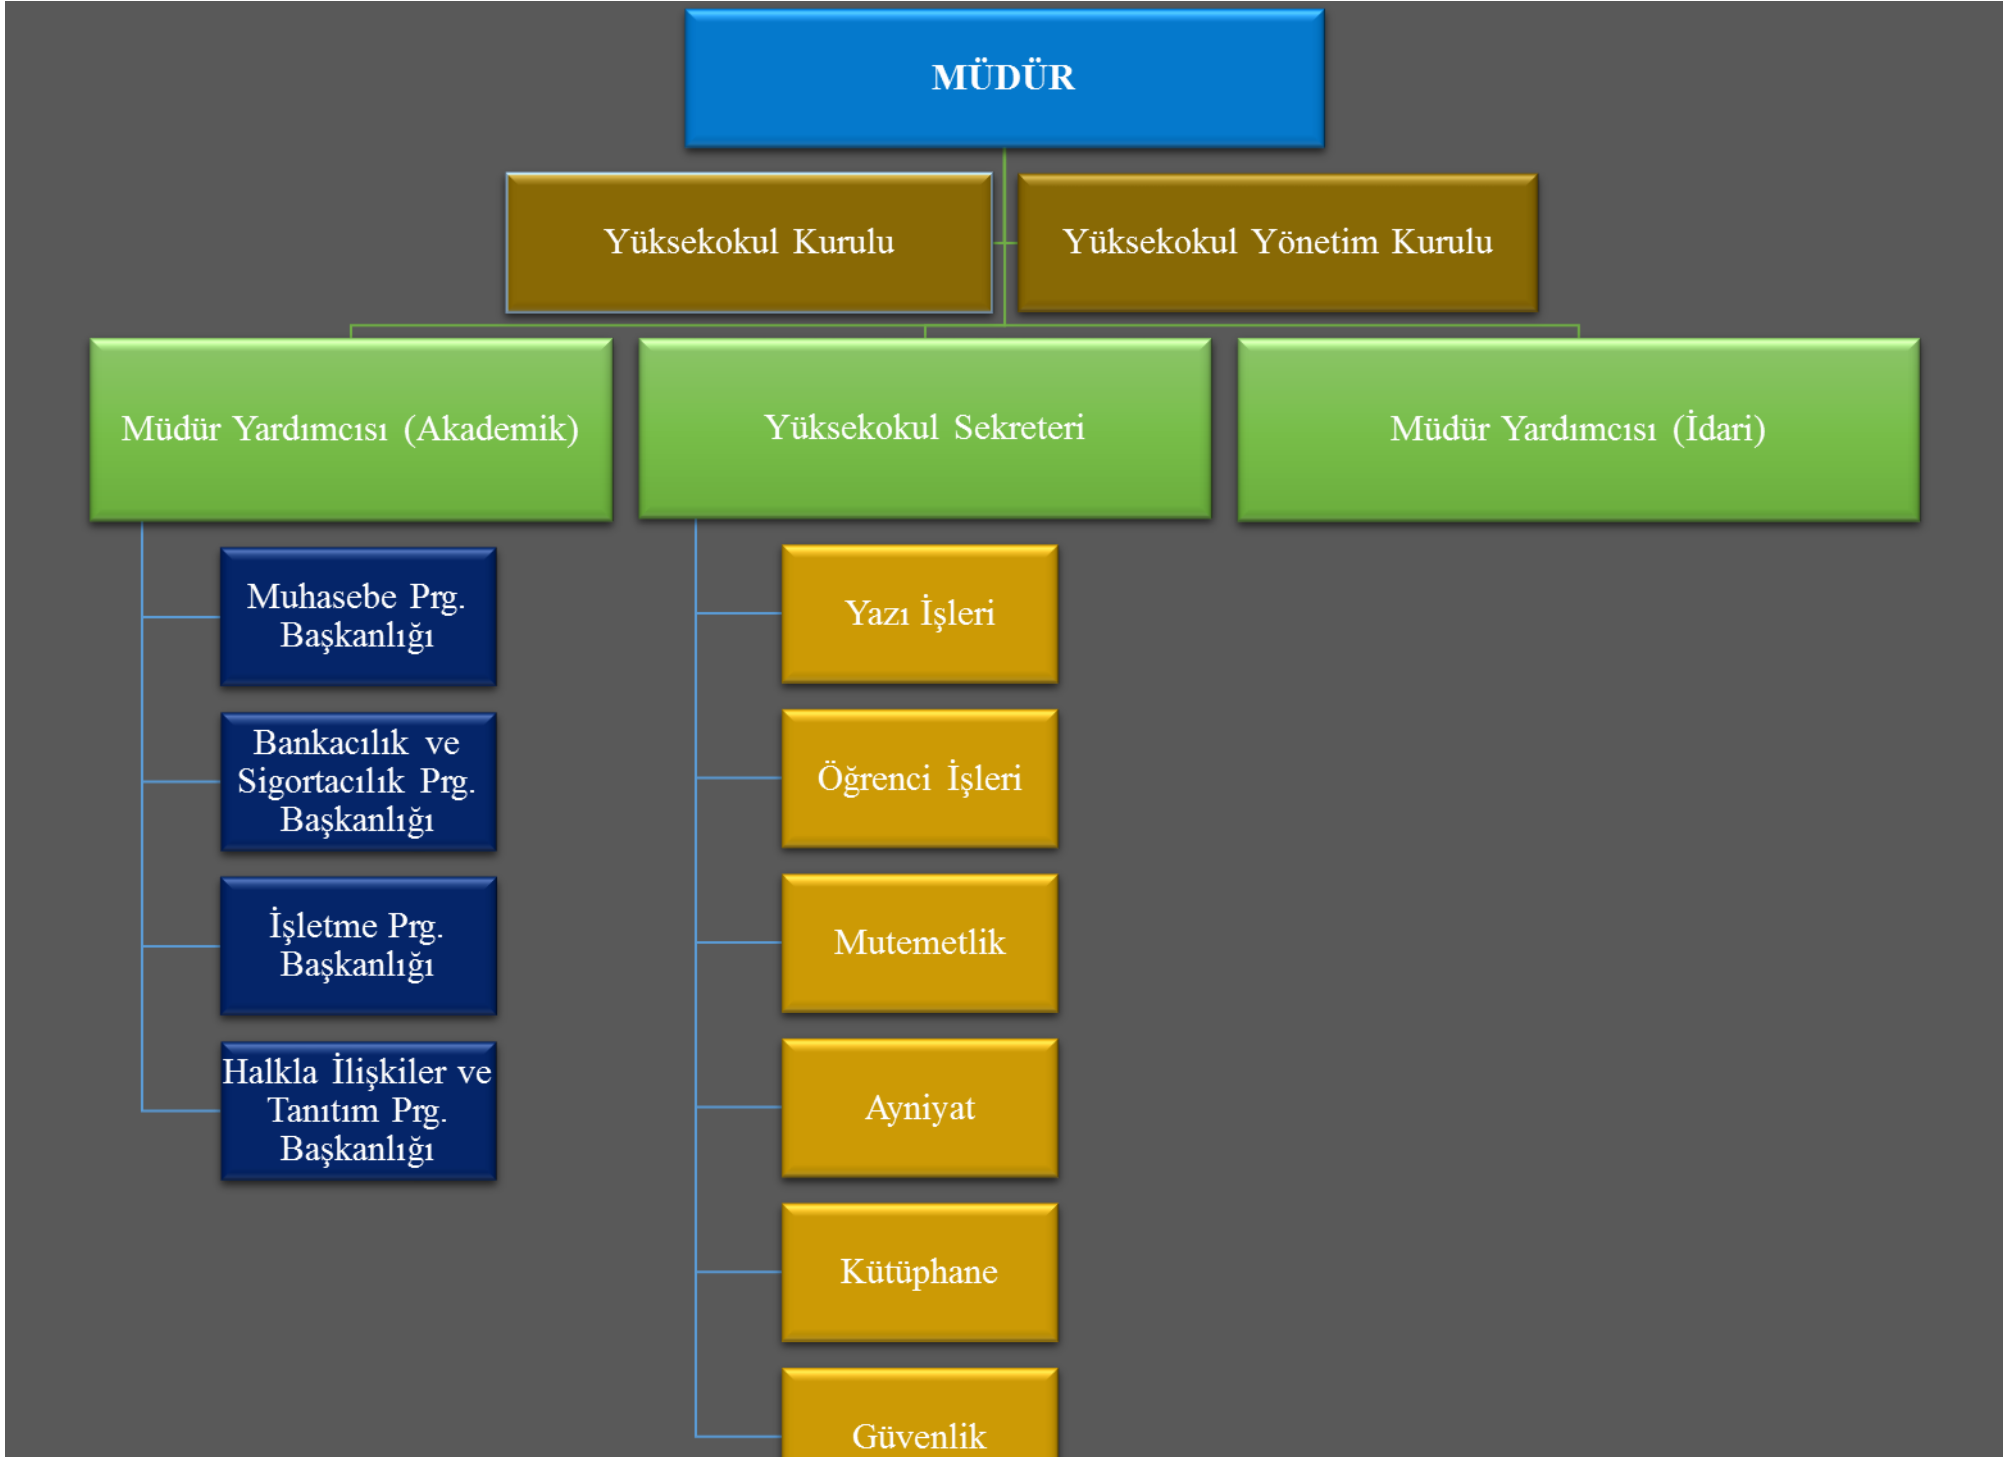 MÜDÜR
Yüksekokul Kurulu
Yüksekokul Yönetim Kurulu
Müdür Yardımcısı (Akademik)
Yüksekokul Sekreteri
Müdür Yardımcısı (İdari)
Muhasebe Prg.
Başkanlığı
Bankacılık ve
Sigortacılık Prg.
Başkanlığı
İşletme Prg.
Başkanlığı
Halkla İlişkiler ve
Tanıtım Prg.
Başkanlığı
Yazı İşleri
Öğrenci İşleri
Mutemetlik
Ayniyat
Kütüphane
Güvenlik